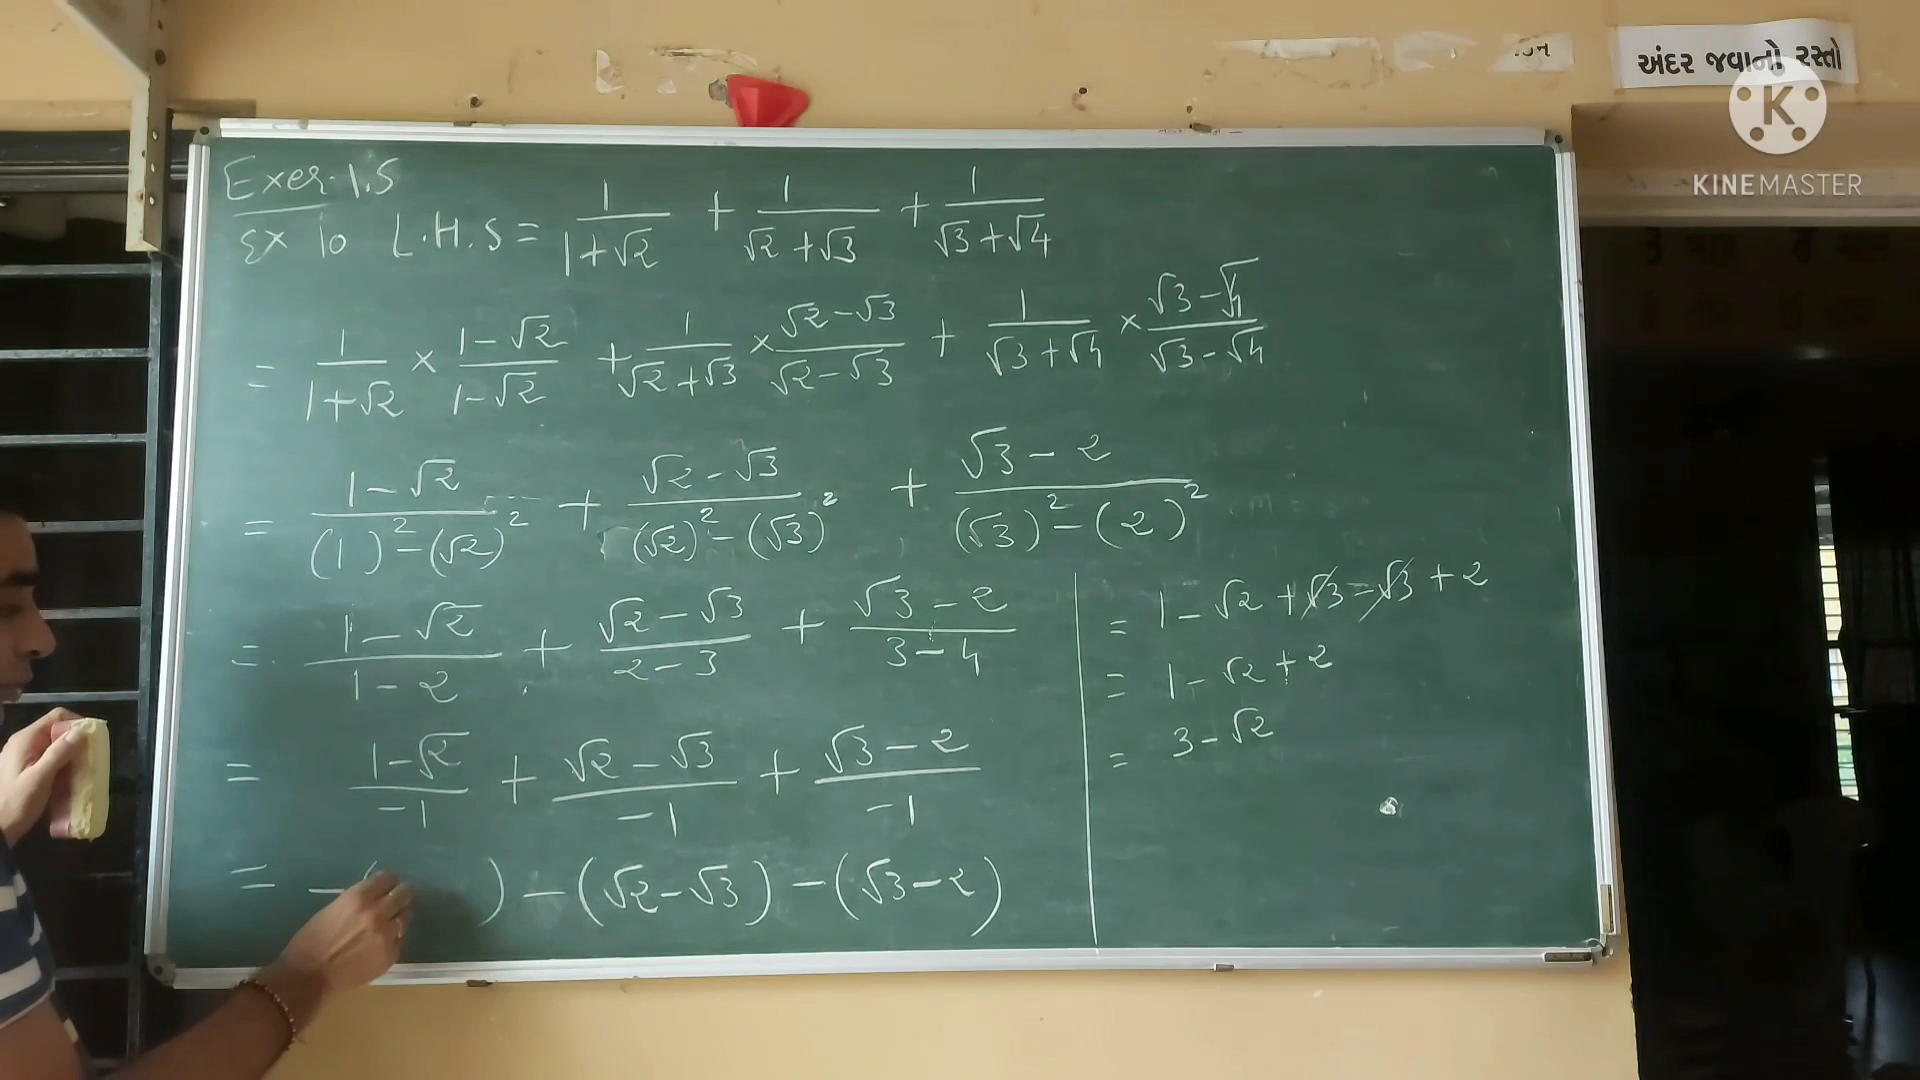 અંદર જવાનો રસ્તો
KINEMASTER
Exer-1.5
Ex 10 L.H.S = 1/(1+√2) + 1/(√2+√3) + 1/(√3+√4)
= 1/(1+√2) × (1-√2)/(1-√2) + 1/(√2+√3) × (√2-√3)/(√2-√3) + 1/(√3+√4) × (√3-√4)/(√3-√4)
= (1-√2)/((1)²-(√2)²) + (√2-√3)/((√2)²-(√3)²) + (√3-2)/((√3)²-(2)²)
= (1-√2)/(1-2) + (√2-√3)/(2-3) + (√3-2)/(3-4)
= (1-√2)/(-1) + (√2-√3)/(-1) + (√3-2)/(-1)
= -( ) - (√2-√3) - (√3-2)
= 1-√2+√3-√3+2
= 1-√2+2
= 3-√2